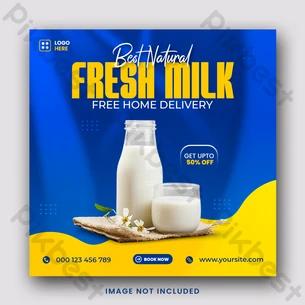 LOGO
HERE
Best Natural
FRESH MILK
FREE HOME DELIVERY
GET UPTO
50% OFF
000 123 456 789
BOOK NOW
www.yoursite.com
IMAGE NOT INCLUDED
pikbest